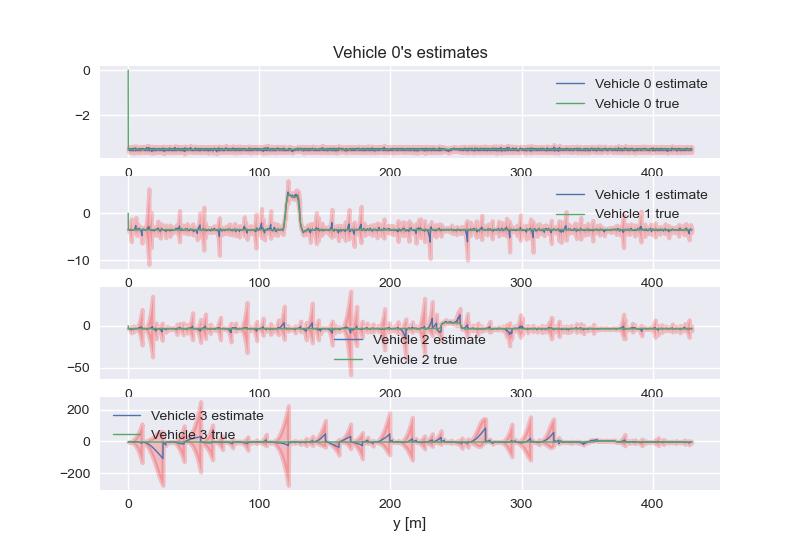 Vehicle 0's estimates
0
−2
Vehicle 0 estimate
Vehicle 0 true
0 100 200 300 400
0
−10
Vehicle 1 estimate
Vehicle 1 true
0 100 200 300 400
0
−50
Vehicle 2 estimate
Vehicle 2 true
0 100 200 300 400
200
0
−200
Vehicle 3 estimate
Vehicle 3 true
0 100 200 300 400
y [m]